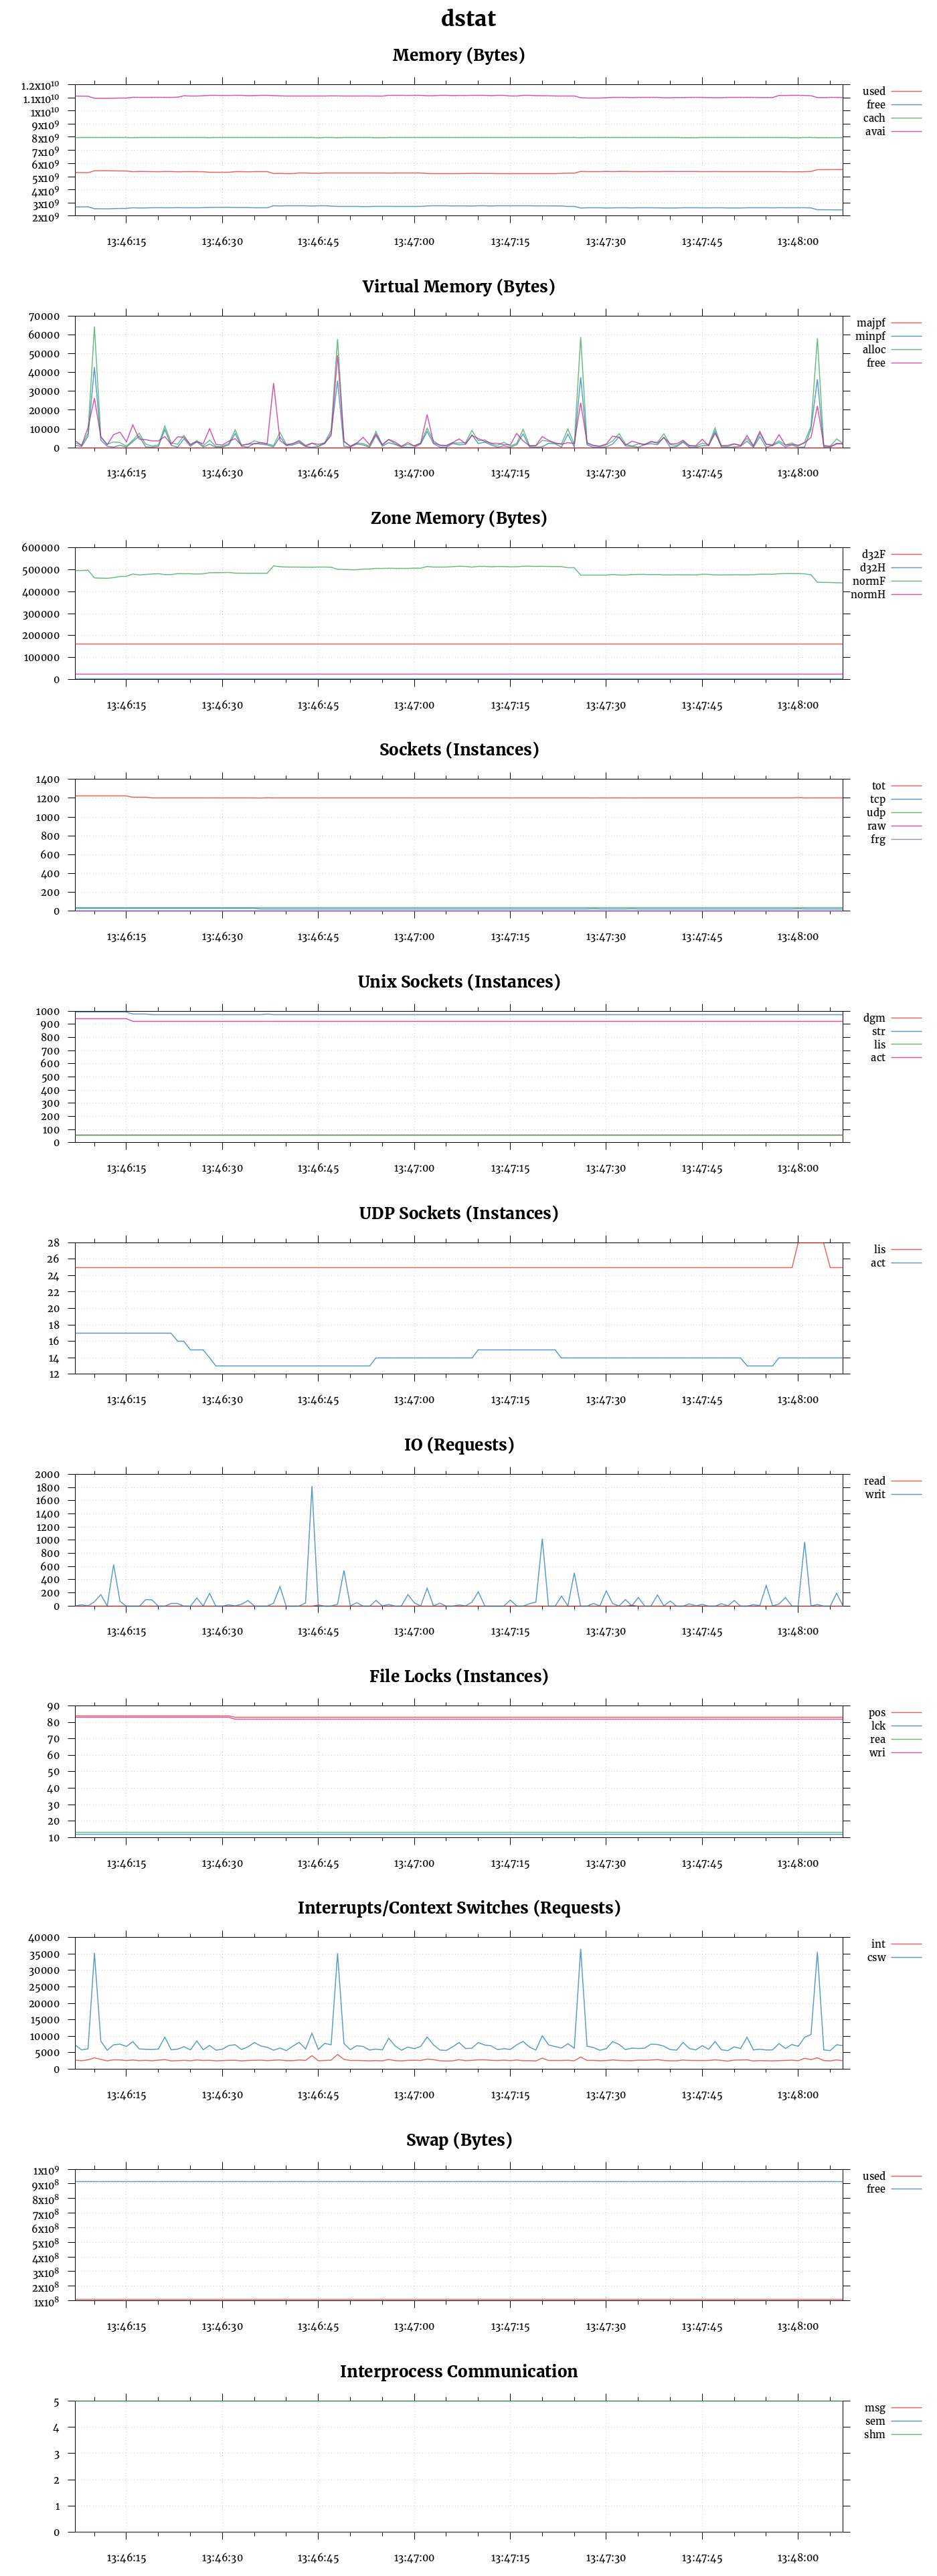 dstat
Memory (Bytes)
1.2x10¹⁰
1.1x10¹⁰
1x10¹⁰
9x10⁹
8x10⁹
7x10⁹
6x10⁹
5x10⁹
4x10⁹
3x10⁹
2x10⁹
used
free
cach
avai
13:46:15 13:46:30 13:46:45 13:47:00 13:47:15 13:47:30 13:47:45 13:48:00
Virtual Memory (Bytes)
70000
60000
50000
40000
30000
20000
10000
0
majpf
minpf
alloc
free
13:46:15 13:46:30 13:46:45 13:47:00 13:47:15 13:47:30 13:47:45 13:48:00
Zone Memory (Bytes)
600000
500000
400000
300000
200000
100000
0
d32F
d32H
normF
normH
13:46:15 13:46:30 13:46:45 13:47:00 13:47:15 13:47:30 13:47:45 13:48:00
Sockets (Instances)
1400
1200
1000
800
600
400
200
0
tot
tcp
udp
raw
frg
13:46:15 13:46:30 13:46:45 13:47:00 13:47:15 13:47:30 13:47:45 13:48:00
Unix Sockets (Instances)
1000
900
800
700
600
500
400
300
200
100
0
dgm
str
lis
act
13:46:15 13:46:30 13:46:45 13:47:00 13:47:15 13:47:30 13:47:45 13:48:00
UDP Sockets (Instances)
28
26
24
22
20
18
16
14
12
lis
act
13:46:15 13:46:30 13:46:45 13:47:00 13:47:15 13:47:30 13:47:45 13:48:00
IO (Requests)
2000
1800
1600
1400
1200
1000
800
600
400
200
0
read
writ
13:46:15 13:46:30 13:46:45 13:47:00 13:47:15 13:47:30 13:47:45 13:48:00
File Locks (Instances)
90
80
70
60
50
40
30
20
10
pos
lck
rea
wri
13:46:15 13:46:30 13:46:45 13:47:00 13:47:15 13:47:30 13:47:45 13:48:00
Interrupts/Context Switches (Requests)
40000
35000
30000
25000
20000
15000
10000
5000
0
int
csw
13:46:15 13:46:30 13:46:45 13:47:00 13:47:15 13:47:30 13:47:45 13:48:00
Swap (Bytes)
1x10⁹
9x10⁸
8x10⁸
7x10⁸
6x10⁸
5x10⁸
4x10⁸
3x10⁸
2x10⁸
1x10⁸
used
free
13:46:15 13:46:30 13:46:45 13:47:00 13:47:15 13:47:30 13:47:45 13:48:00
Interprocess Communication
5
4
3
2
1
0
msg
sem
shm
13:46:15 13:46:30 13:46:45 13:47:00 13:47:15 13:47:30 13:47:45 13:48:00